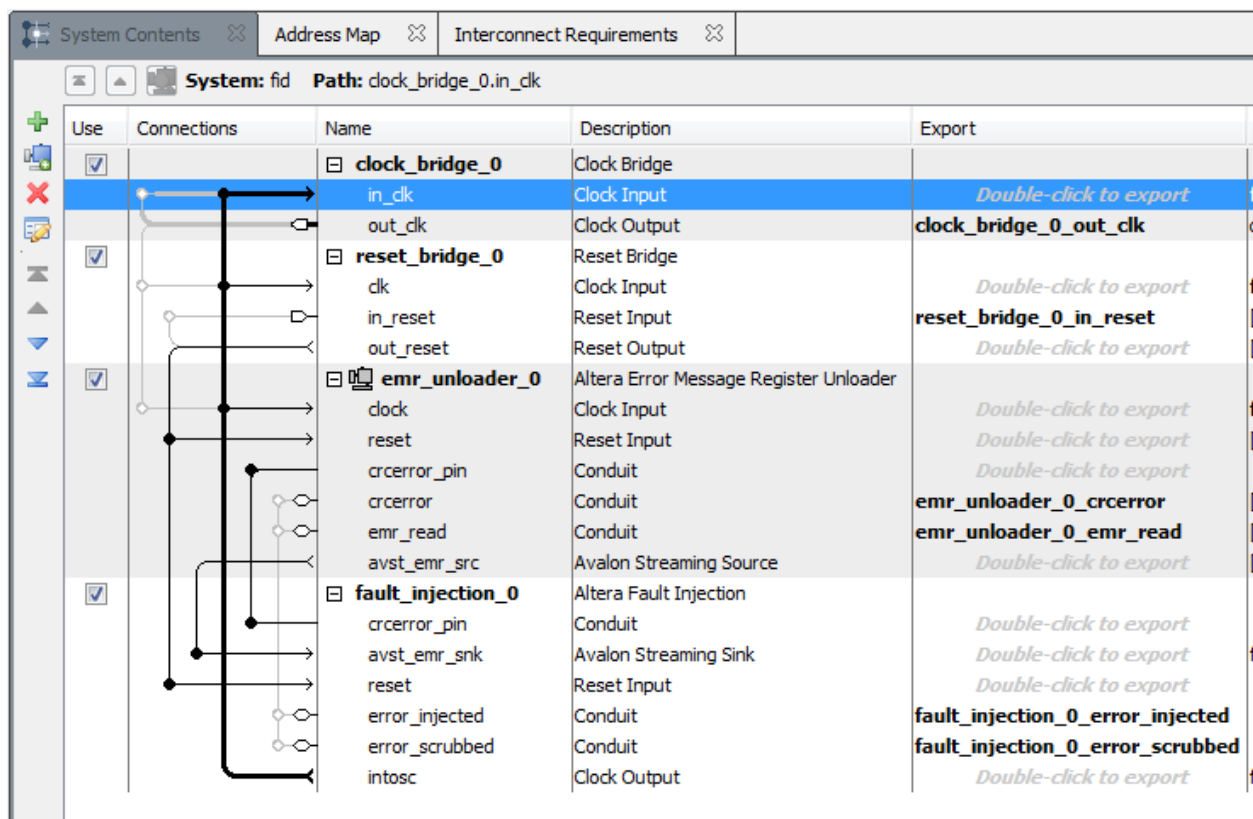 System Contents Address Map Interconnect Requirements
System: fid Path: clock_bridge_0.in_clk
Use Connections Name Description Export
clock_bridge_0 Clock Bridge
in_clk Clock Input Double-click to export
out_clk Clock Output clock_bridge_0_out_clk
reset_bridge_0 Reset Bridge
clk Clock Input Double-click to export
in_reset Reset Input reset_bridge_0_in_reset
out_reset Reset Output Double-click to export
emr_unloader_0 Altera Error Message Register Unloader
clock Clock Input Double-click to export
reset Reset Input Double-click to export
crcerror_pin Conduit Double-click to export
crcerror Conduit emr_unloader_0_crcerror
emr_read Conduit emr_unloader_0_emr_read
avst_emr_src Avalon Streaming Source Double-click to export
fault_injection_0 Altera Fault Injection
crcerror_pin Conduit Double-click to export
avst_emr_snk Avalon Streaming Sink Double-click to export
reset Reset Input Double-click to export
error_injected Conduit fault_injection_0_error_injected
error_scrubbed Conduit fault_injection_0_error_scrubbed
intosc Clock Output Double-click to export